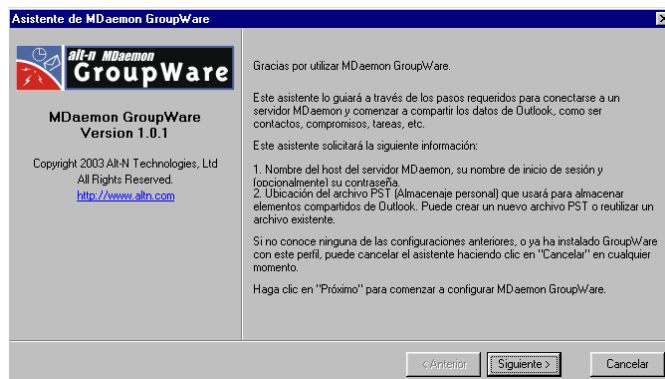 Asistente de MDaemon GroupWare
alt-n MDaemon
GroupWare
MDaemon GroupWare
Version 1.0.1
Copyright 2003 Alt-N Technologies, Ltd
All Rights Reserved.
http://www.altn.com
Gracias por utilizar MDaemon GroupWare.
Este asistente lo guiará a través de los pasos requeridos para conectarse a un
servidor MDaemon y comenzar a compartir los datos de Outlook, como ser
contactos, compromisos, tareas, etc.
Este asistente solicitará la siguiente información:
1. Nombre del host del servidor MDaemon, su nombre de inicio de sesión y
(opcionalmente) su contraseña.
2. Ubicación del archivo PST (Almacenaje personal) que usará para almacenar
elementos compartidos de Outlook. Puede crear un nuevo archivo PST o reutilizar un
archivo existente.
Si no conoce ninguna de las configuraciones anteriores, o ya ha instalado GroupWare
con este perfil, puede cancelar el asistente haciendo clic en "Cancelar" en cualquier
momento.
Haga clic en "Próximo" para comenzar a configurar MDaemon GroupWare.
< Anterior
Siguiente >
Cancelar